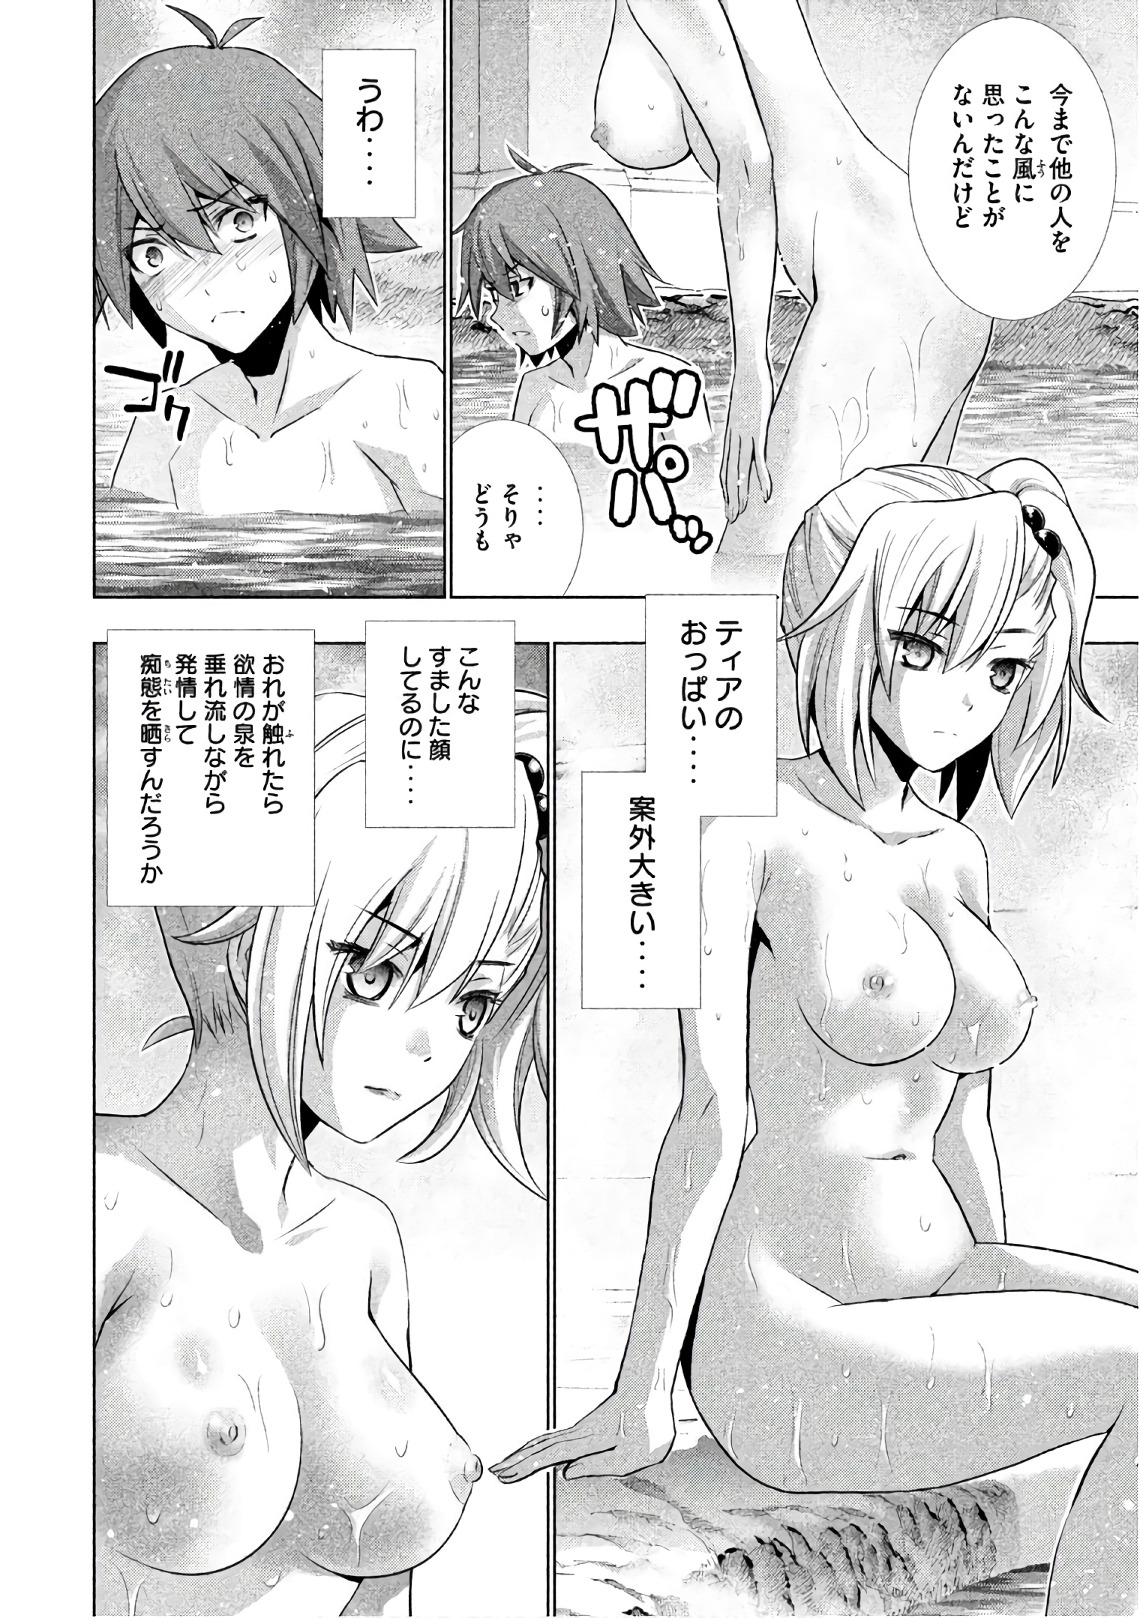 今まで他の人を
こんな風に
思ったことが
ないんだけど
ザパッ
‥‥
そりゃ
どうも
うわ‥‥
ゴク
ティアの
おっぱい‥‥
案外大きい‥‥
こんな
すました顔
してるのに‥‥
おれが触れたら
欲情の泉を
垂れ流しながら
発情して
痴態を晒すんだろうか